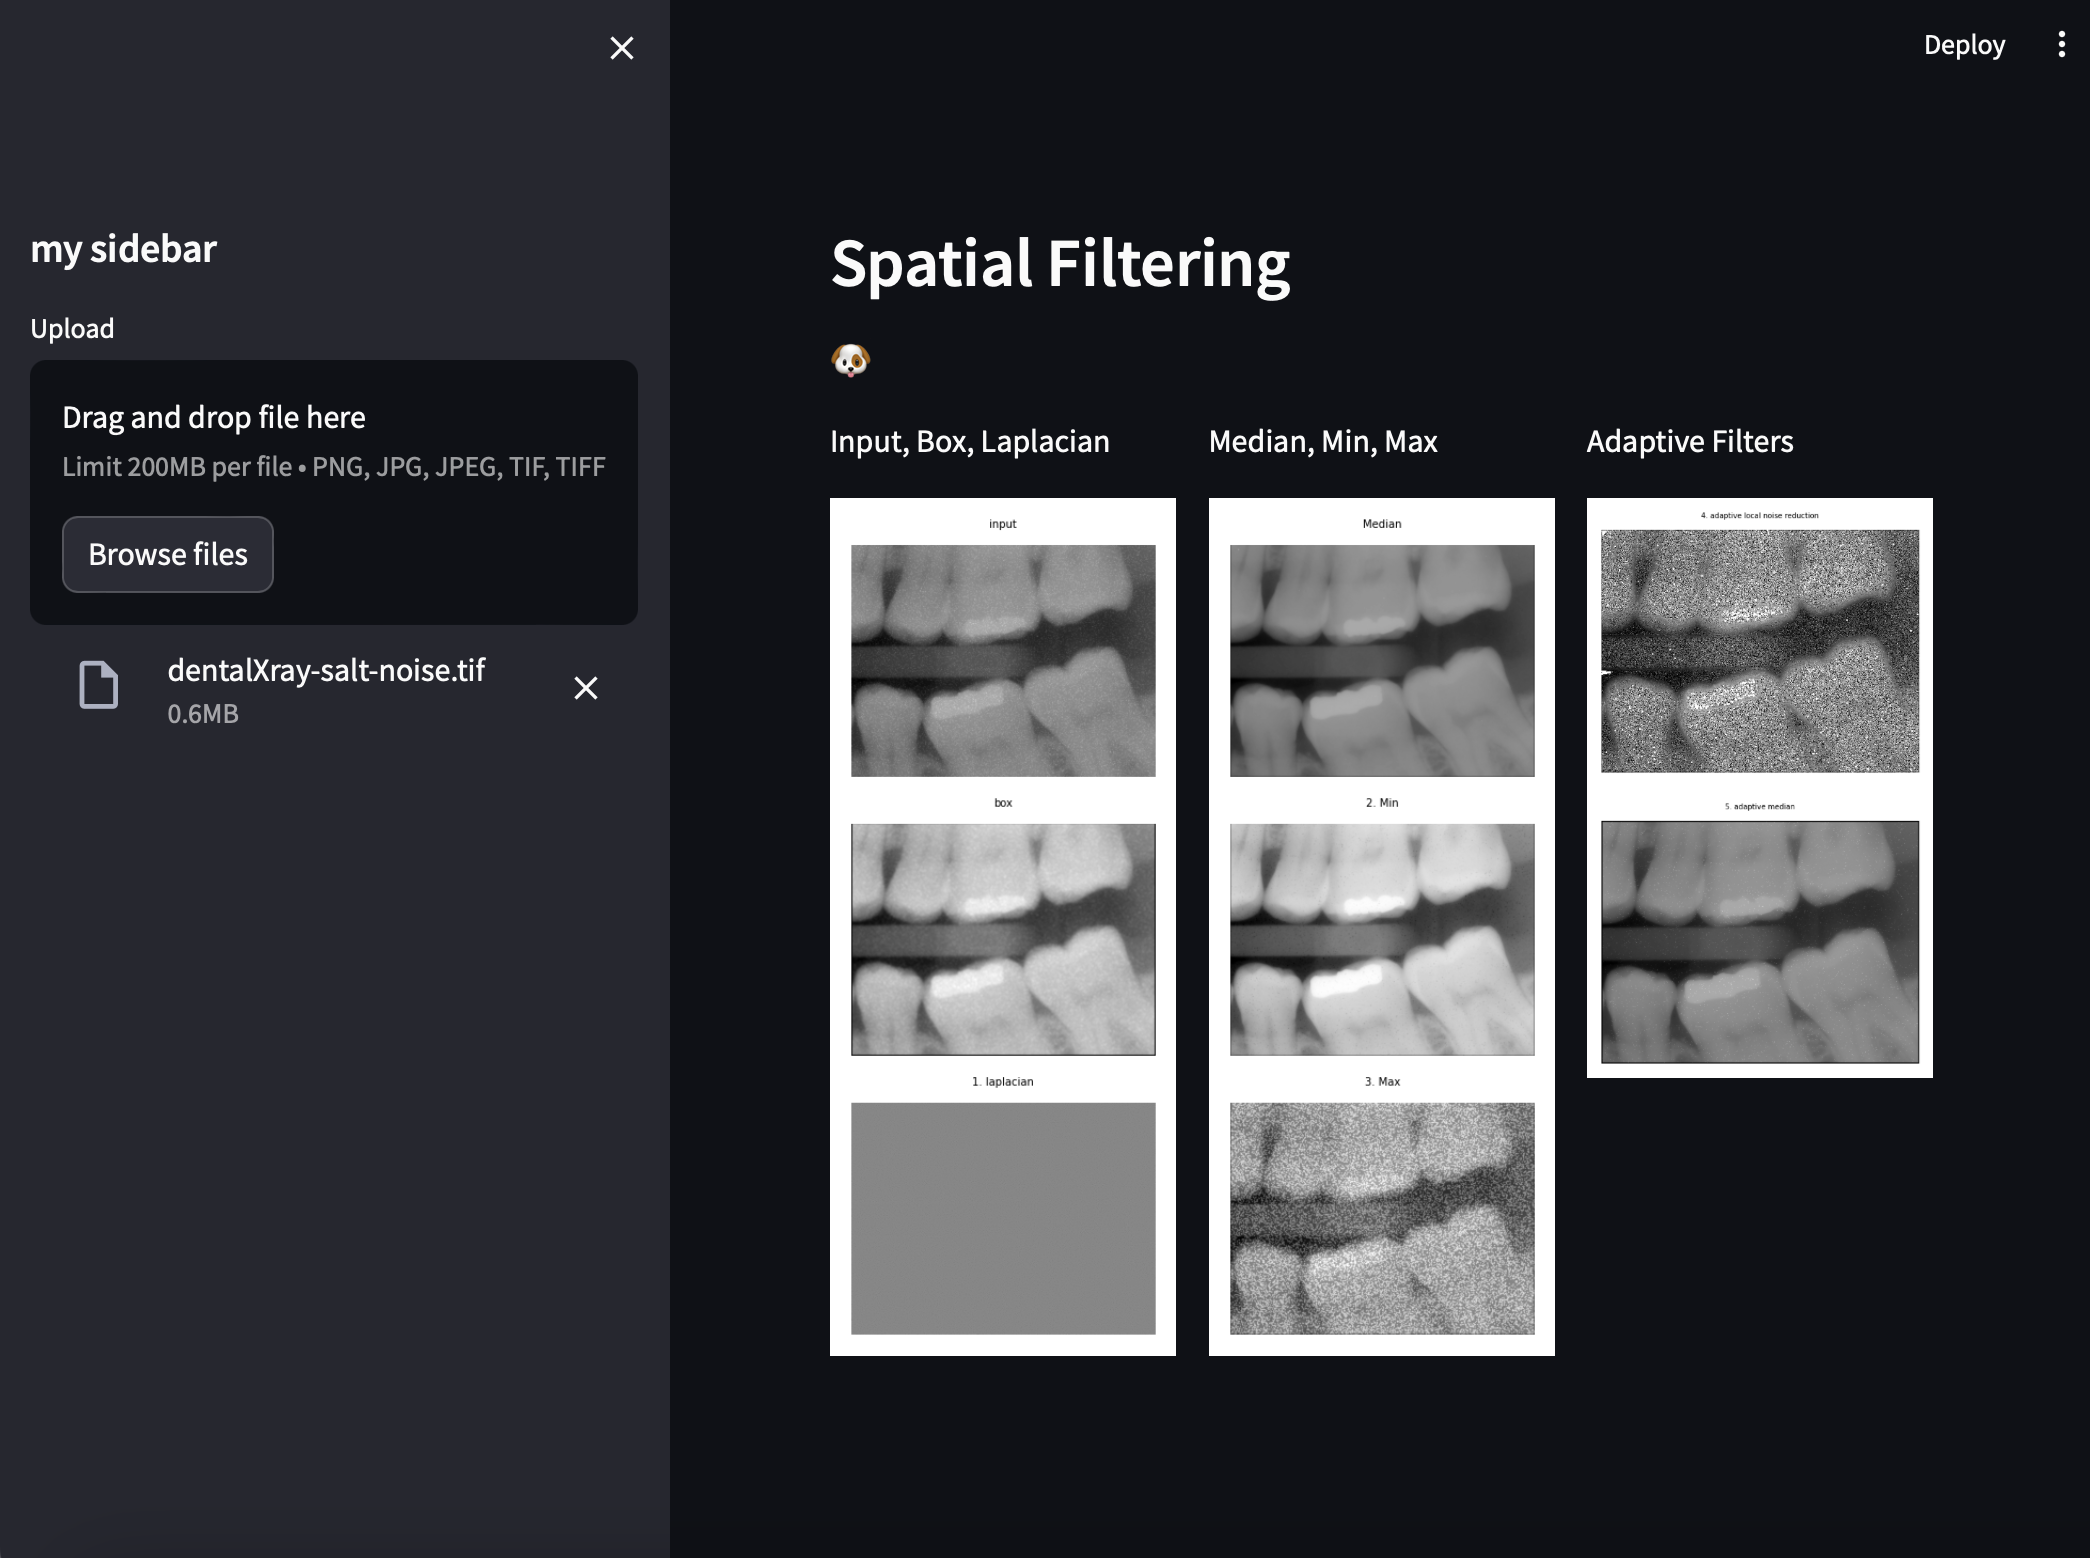 my sidebar
Upload
Drag and drop file here
Limit 200MB per file • PNG, JPG, JPEG, TIF, TIFF
Browse files
dentalXray-salt-noise.tif
0.6MB
Deploy
Spatial Filtering
Input, Box, Laplacian
input
box
1. laplacian
Median, Min, Max
Median
2. Min
3. Max
Adaptive Filters
4. adaptive local noise reduction
5. adaptive median